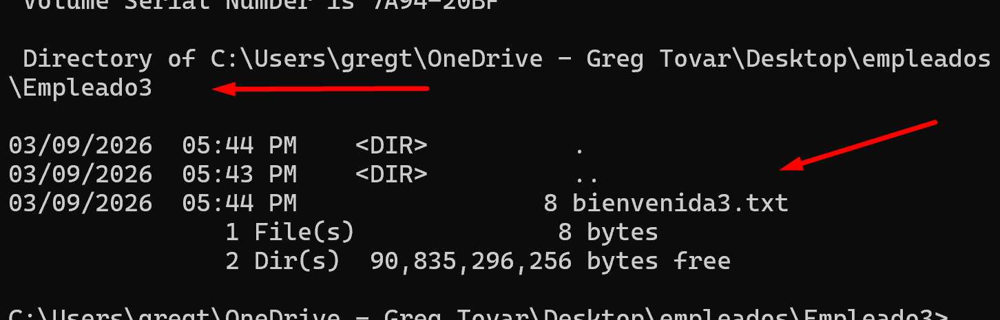 Volume Serial Number is 7A94-20BF
Directory of C:\Users\gregt\OneDrive - Greg Tovar\Desktop\empleados
\Empleado3
03/09/2026  05:44 PM    <DIR>          .
03/09/2026  05:43 PM    <DIR>          ..
03/09/2026  05:44 PM                 8 bienvenida3.txt
1 File(s)              8 bytes
2 Dir(s)  90,835,296,256 bytes free
C:\Users\gregt\OneDrive - Greg Tovar\Desktop\empleados\Empleado3>